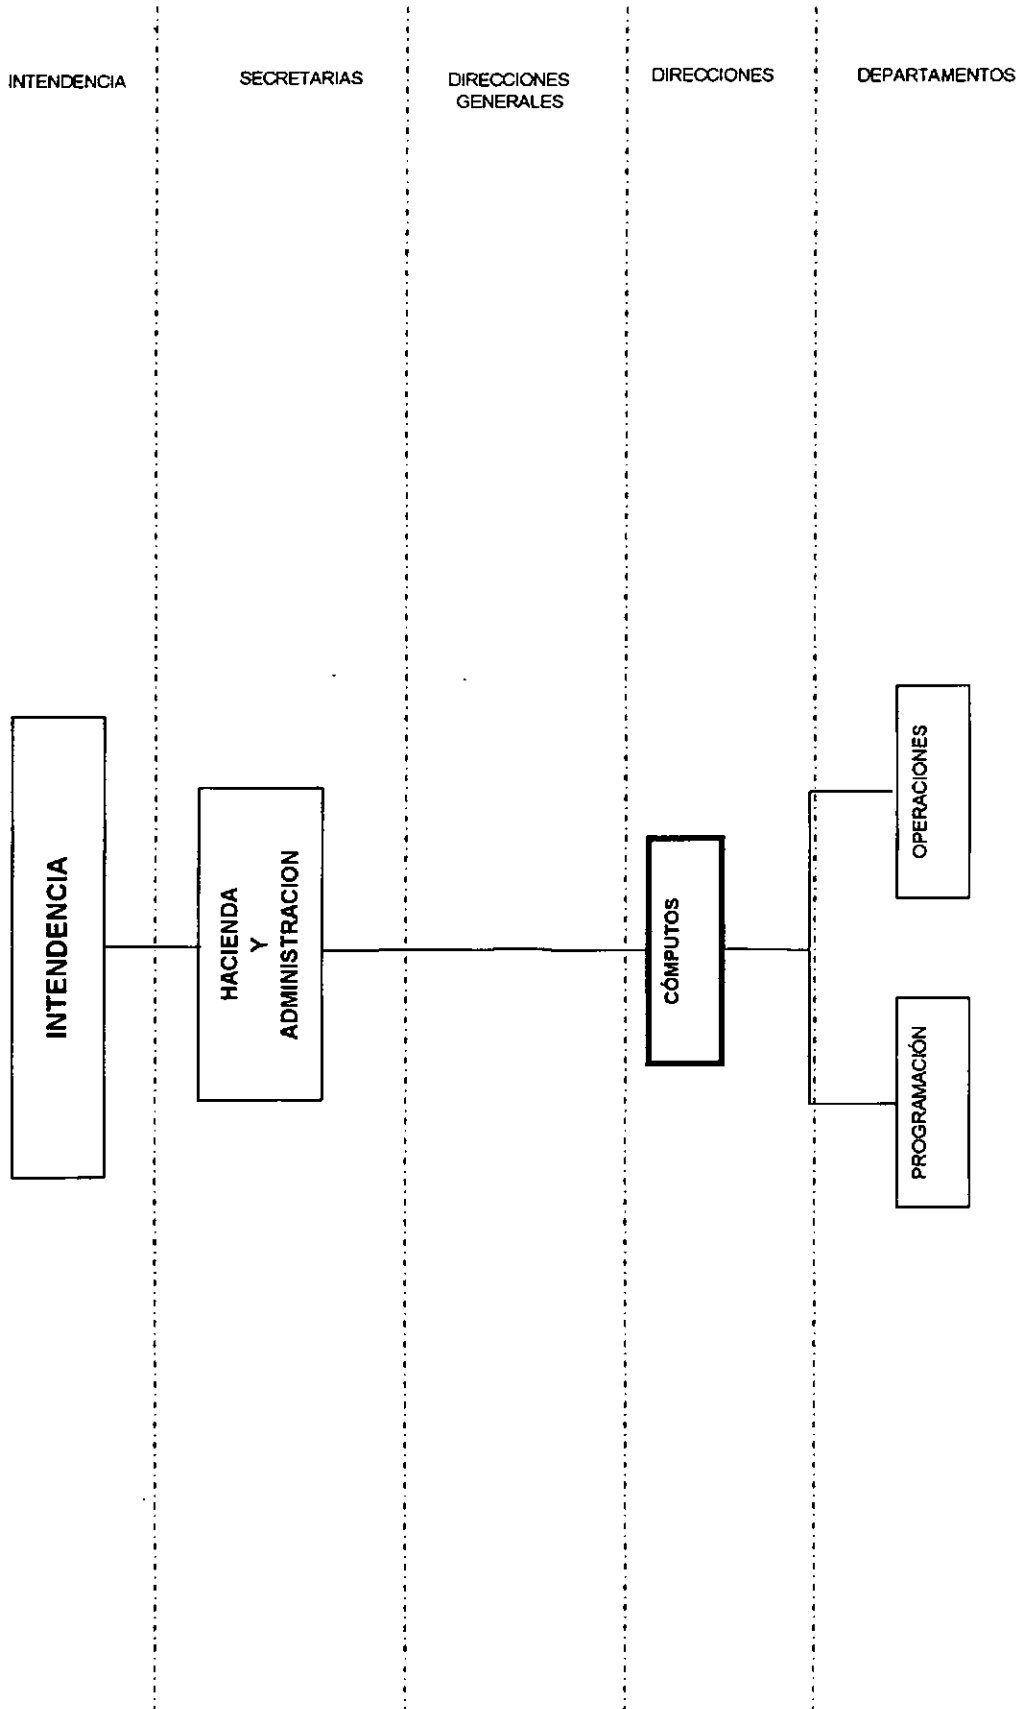 INTENDENCIA
SECRETARIAS
DIRECCIONES
GENERALES
DIRECCIONES
DEPARTAMENTOS
INTENDENCIA
HACIENDA
Y
ADMINISTRACION
CÓMPUTOS
OPERACIONES
PROGRAMACIÓN